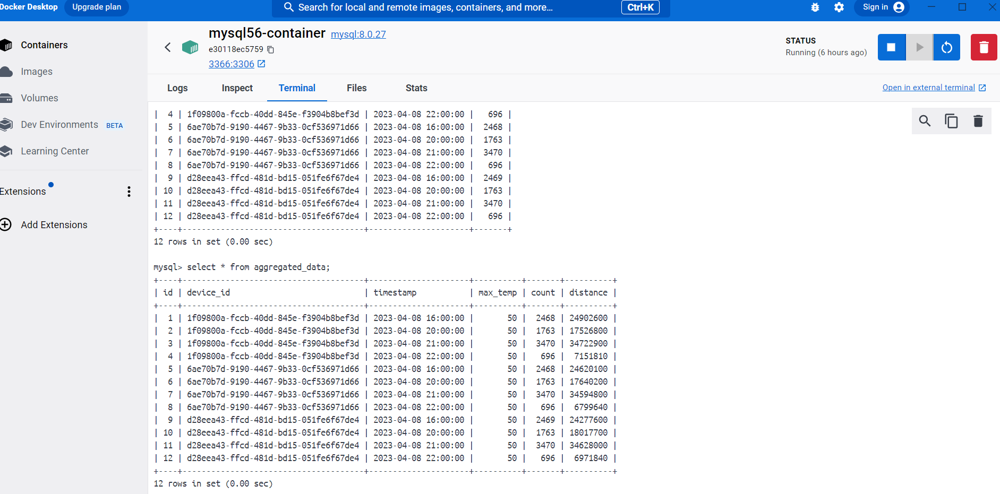 Docker Desktop Upgrade plan Search for local and remote images, containers, and more... Ctrl+K Sign in
Containers
Images
Volumes
Dev Environments BETA
Learning Center
Extensions
Add Extensions
mysql56-container mysql:8.0.27
e30118ec5759
3366:3306
STATUS
Running (6 hours ago)
Logs Inspect Terminal Files Stats Open in external terminal
| 4 | 1f09800a-fccb-40dd-845e-f3904b8bef3d | 2023-04-08 22:00:00 | 696 |
| 5 | 6ae70b7d-9190-4467-9b33-0cf536971d66 | 2023-04-08 16:00:00 | 2468 |
| 6 | 6ae70b7d-9190-4467-9b33-0cf536971d66 | 2023-04-08 20:00:00 | 1763 |
| 7 | 6ae70b7d-9190-4467-9b33-0cf536971d66 | 2023-04-08 21:00:00 | 3470 |
| 8 | 6ae70b7d-9190-4467-9b33-0cf536971d66 | 2023-04-08 22:00:00 | 696 |
| 9 | d28eea43-ffcd-481d-bd15-051fe6f67de4 | 2023-04-08 16:00:00 | 2469 |
| 10 | d28eea43-ffcd-481d-bd15-051fe6f67de4 | 2023-04-08 20:00:00 | 1763 |
| 11 | d28eea43-ffcd-481d-bd15-051fe6f67de4 | 2023-04-08 21:00:00 | 3470 |
| 12 | d28eea43-ffcd-481d-bd15-051fe6f67de4 | 2023-04-08 22:00:00 | 696 |
+----+--------------------------------------+---------------------+-------+
12 rows in set (0.00 sec)
mysql> select * from aggregated_data;
+----+--------------------------------------+---------------------+----------+-------+----------+
| id | device_id | timestamp | max_temp | count | distance |
+----+--------------------------------------+---------------------+----------+-------+----------+
| 1 | 1f09800a-fccb-40dd-845e-f3904b8bef3d | 2023-04-08 16:00:00 | 50 | 2468 | 24902600 |
| 2 | 1f09800a-fccb-40dd-845e-f3904b8bef3d | 2023-04-08 20:00:00 | 50 | 1763 | 17526800 |
| 3 | 1f09800a-fccb-40dd-845e-f3904b8bef3d | 2023-04-08 21:00:00 | 50 | 3470 | 34722900 |
| 4 | 1f09800a-fccb-40dd-845e-f3904b8bef3d | 2023-04-08 22:00:00 | 50 | 696 | 7151810 |
| 5 | 6ae70b7d-9190-4467-9b33-0cf536971d66 | 2023-04-08 16:00:00 | 50 | 2468 | 24620100 |
| 6 | 6ae70b7d-9190-4467-9b33-0cf536971d66 | 2023-04-08 20:00:00 | 50 | 1763 | 17640200 |
| 7 | 6ae70b7d-9190-4467-9b33-0cf536971d66 | 2023-04-08 21:00:00 | 50 | 3470 | 34594800 |
| 8 | 6ae70b7d-9190-4467-9b33-0cf536971d66 | 2023-04-08 22:00:00 | 50 | 696 | 6799640 |
| 9 | d28eea43-ffcd-481d-bd15-051fe6f67de4 | 2023-04-08 16:00:00 | 50 | 2469 | 24277600 |
| 10 | d28eea43-ffcd-481d-bd15-051fe6f67de4 | 2023-04-08 20:00:00 | 50 | 1763 | 18017700 |
| 11 | d28eea43-ffcd-481d-bd15-051fe6f67de4 | 2023-04-08 21:00:00 | 50 | 3470 | 34628000 |
| 12 | d28eea43-ffcd-481d-bd15-051fe6f67de4 | 2023-04-08 22:00:00 | 50 | 696 | 6971840 |
+----+--------------------------------------+---------------------+----------+-------+----------+
12 rows in set (0.00 sec)